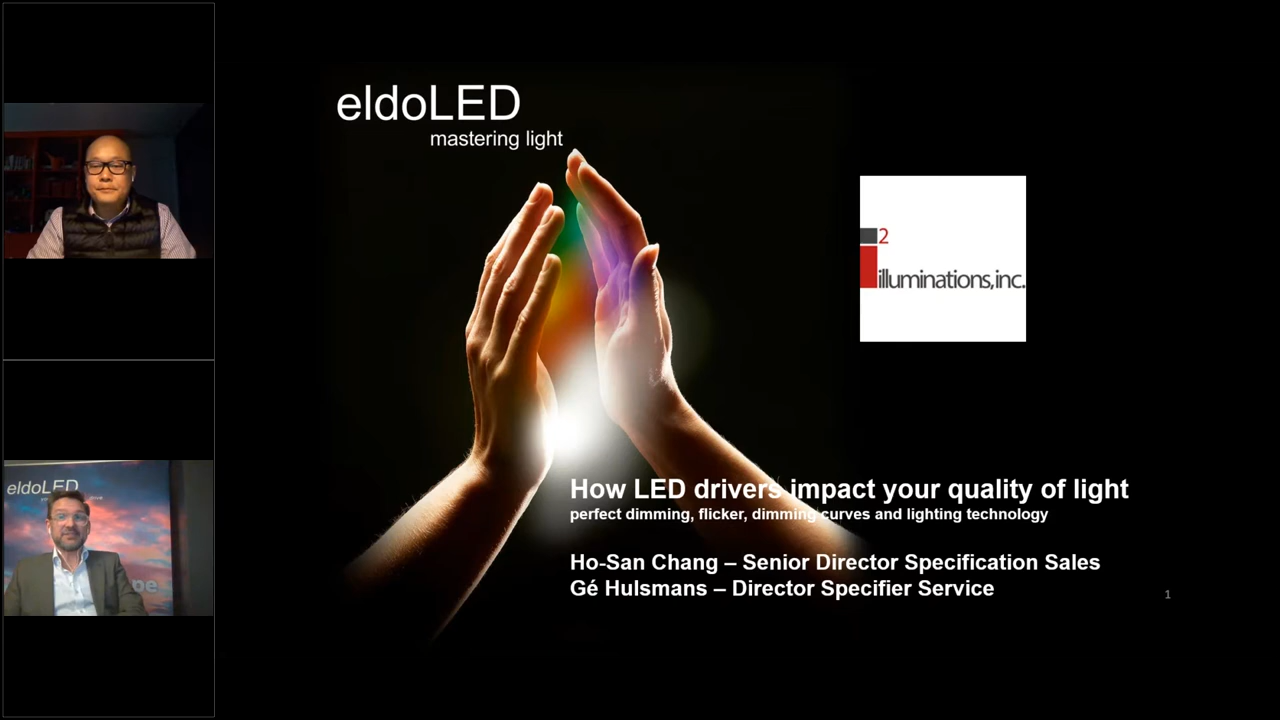 eldoLED
mastering light
2
illuminations,inc.
How LED drivers impact your quality of light
perfect dimming, flicker, dimming curves and lighting technology
Ho-San Chang – Senior Director Specification Sales
Gé Hulsmans – Director Specifier Service
1
eldoLED